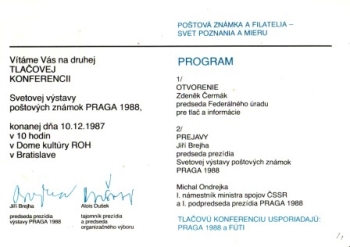 POŠTOVÁ ZNÁMKA A FILATELIA –
SVET POZNANIA A MIERU
Vítáme Vás na druhej
TLAČOVEJ
KONFERENCII
Svetovej výstavy
poštových známok PRAGA 1988,
konanej dňa 10.12.1987
v 10 hodin
v Dome kultúry ROH
v Bratislave
Jiří Brejha
predseda prezídia
výstavy PRAGA 1988
Alois Dušek
tajomník prezídia
a predseda
organizačného výboru
PROGRAM
1/
OTVORENIE
Zdeněk Čermák
predseda Federálného úradu
pre tlač a informácie
2/
PREJAVY
Jiří Brejha
predseda prezídia
Svetovej výstavy poštových známok
PRAGA 1988
Michal Ondrejka
I. námestník ministra spojov ČSSR
a I. podpredseda prezídia PRAGA 1988
TLAČOVÚ KONFERENCIU USPORIADAJÚ:
PRAGA 1988 a FÚTI